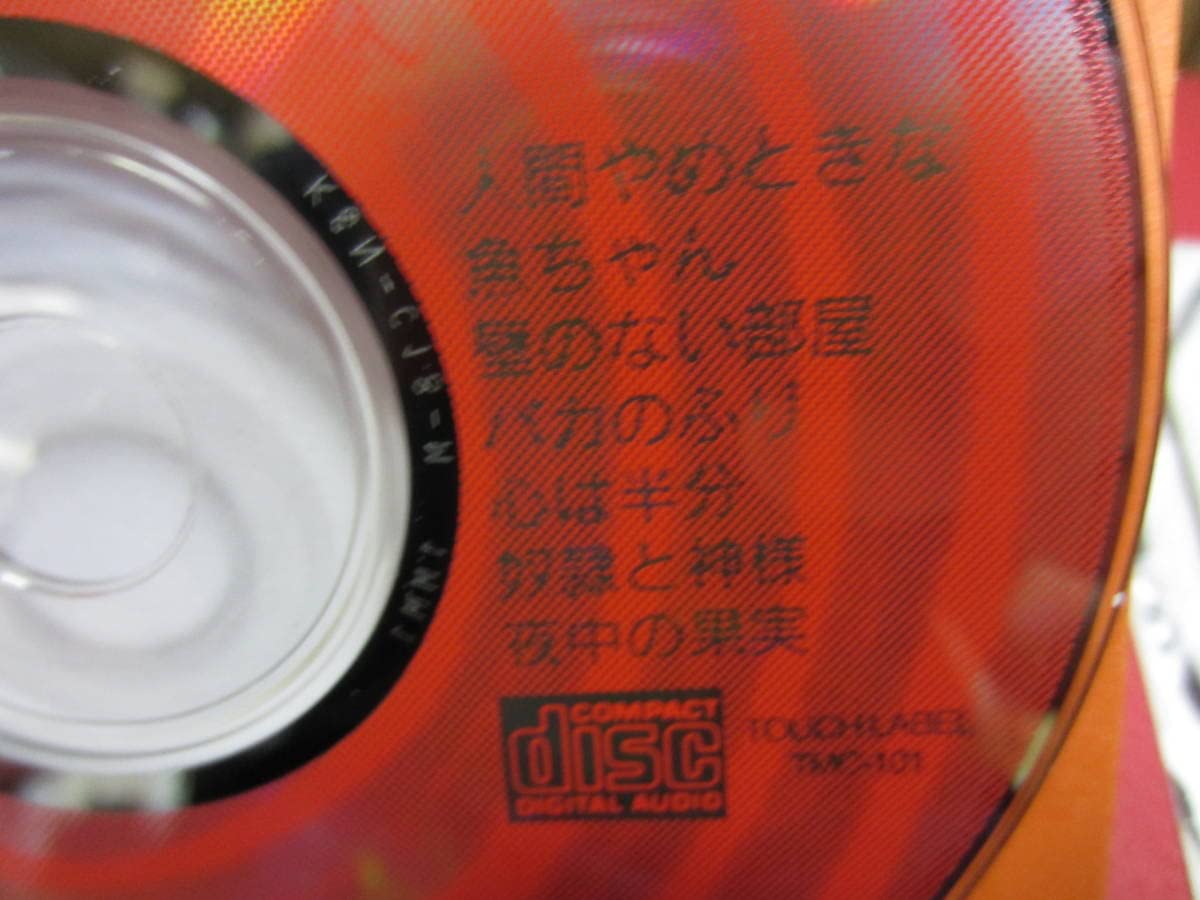 人間やめときな
魚ちゃん
壁のない部屋
バカのふり
心は半分
奴隷と神様
夜中の果実
COMPACT
disc
DIGITAL AUDIO
TOUCH LABEL
TMC-101